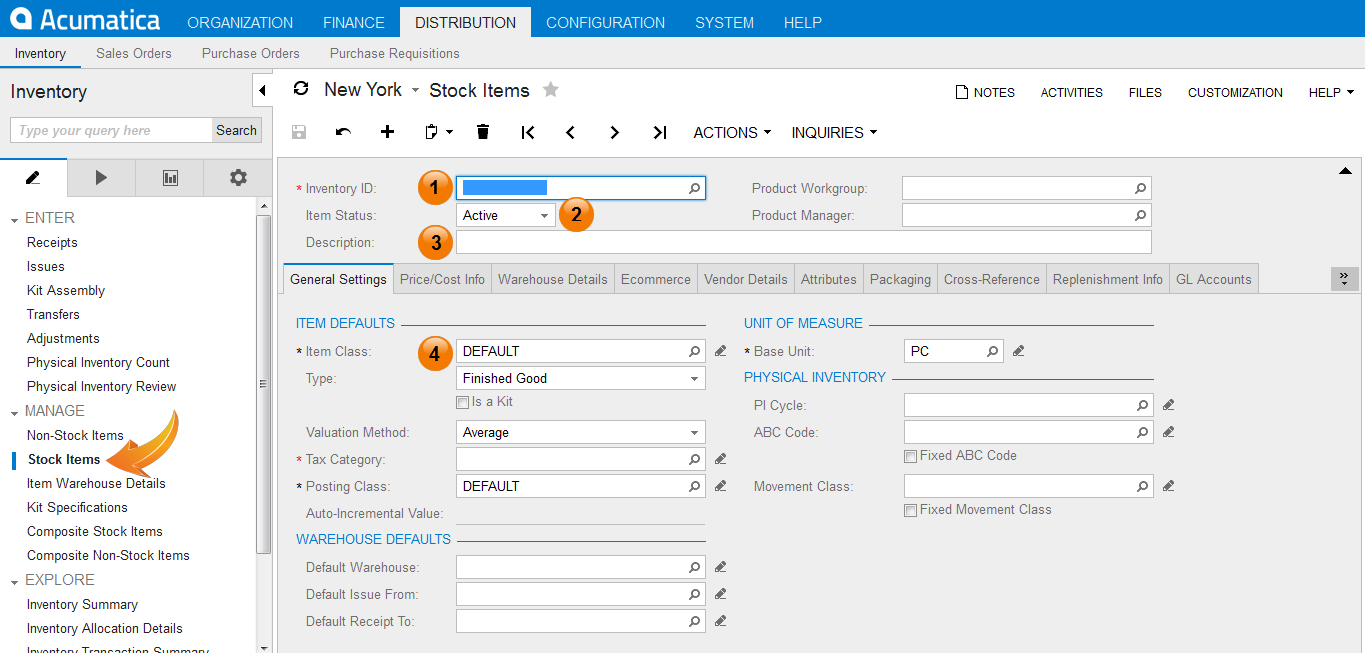 Acumatica ORGANIZATION FINANCE DISTRIBUTION CONFIGURATION SYSTEM HELP
Inventory Sales Orders Purchase Orders Purchase Requisitions
Inventory
Type your query here Search
ENTER
Receipts
Issues
Kit Assembly
Transfers
Adjustments
Physical Inventory Count
Physical Inventory Review
MANAGE
Non-Stock Items
Stock Items
Item Warehouse Details
Kit Specifications
Composite Stock Items
Composite Non-Stock Items
EXPLORE
Inventory Summary
Inventory Allocation Details
Inventory Transaction Summary
New York Stock Items NOTES ACTIVITIES FILES CUSTOMIZATION HELP
ACTIONS INQUIRIES
* Inventory ID: 1 Product Workgroup:
Item Status: Active 2 Product Manager:
Description: 3
General Settings Price/Cost Info Warehouse Details Ecommerce Vendor Details Attributes Packaging Cross-Reference Replenishment Info GL Accounts
ITEM DEFAULTS
* Item Class: 4 DEFAULT
Type: Finished Good
Is a Kit
Valuation Method: Average
* Tax Category:
* Posting Class: DEFAULT
Auto-Incremental Value:
WAREHOUSE DEFAULTS
Default Warehouse:
Default Issue From:
Default Receipt To:
UNIT OF MEASURE
* Base Unit: PC
PHYSICAL INVENTORY
PI Cycle:
ABC Code:
Fixed ABC Code
Movement Class:
Fixed Movement Class